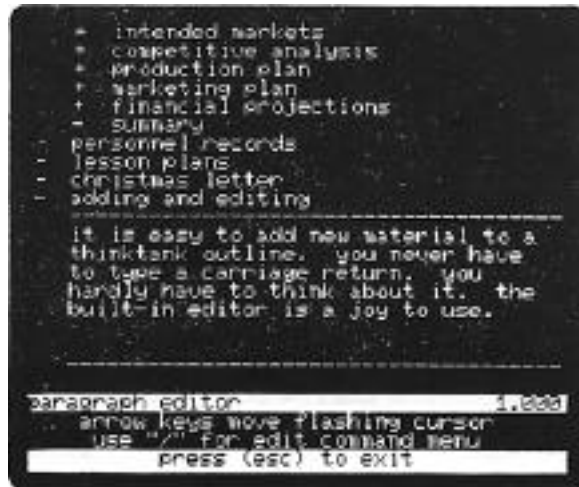 + intended markets
+ competitive analysis
+ production plan
+ marketing plan
+ financial projections
- summary
- personnel records
- lesson plans
- christmas letter
- adding and editing
it is easy to add new material to a
thinktank outline. you never have
to type a carriage return. you
hardly have to think about it. the
built-in editor is a joy to use.
paragraph editor 1.000
arrow keys move flashing cursor
use "/" for edit command menu
press (esc) to exit